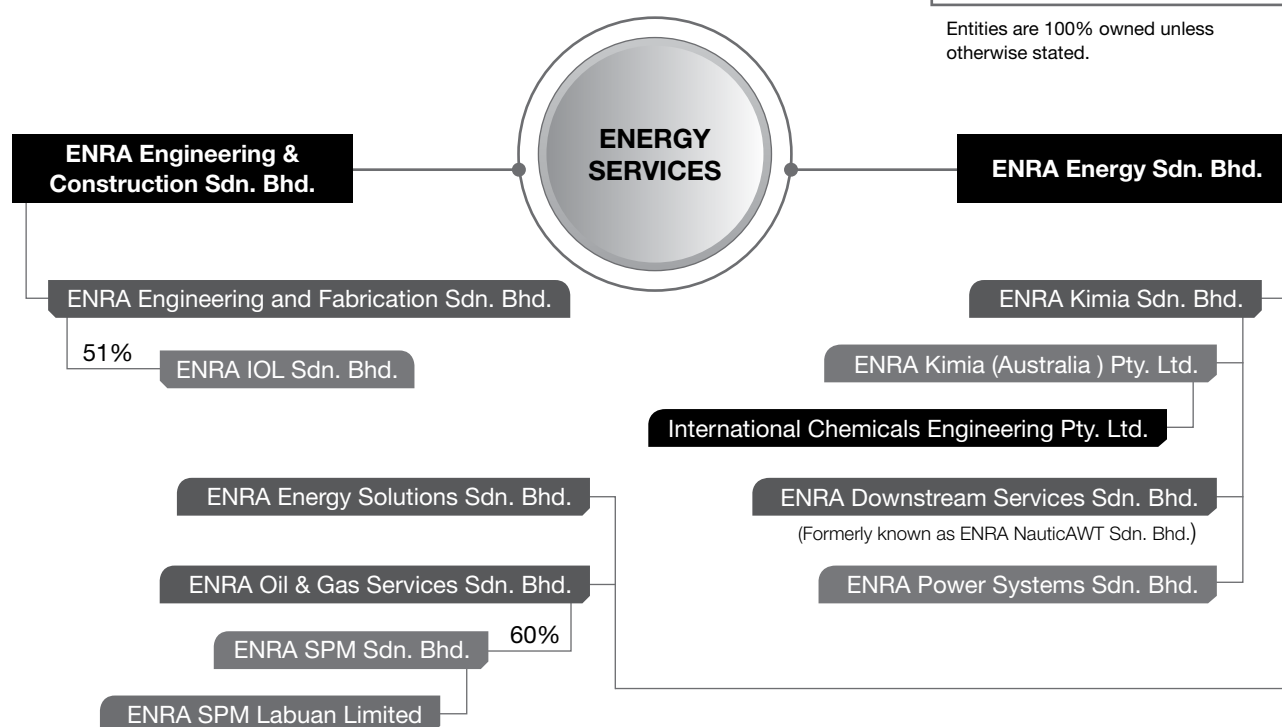 Entities are 100% owned unless
otherwise stated.
ENERGY
SERVICES
ENRA Engineering &
Construction Sdn. Bhd.
ENRA Energy Sdn. Bhd.
ENRA Engineering and Fabrication Sdn. Bhd.
51%
ENRA IOL Sdn. Bhd.
ENRA Kimia Sdn. Bhd.
ENRA Kimia (Australia ) Pty. Ltd.
International Chemicals Engineering Pty. Ltd.
ENRA Energy Solutions Sdn. Bhd.
ENRA Downstream Services Sdn. Bhd.
(Formerly known as ENRA NauticAWT Sdn. Bhd.)
ENRA Oil & Gas Services Sdn. Bhd.
ENRA Power Systems Sdn. Bhd.
60%
ENRA SPM Sdn. Bhd.
ENRA SPM Labuan Limited